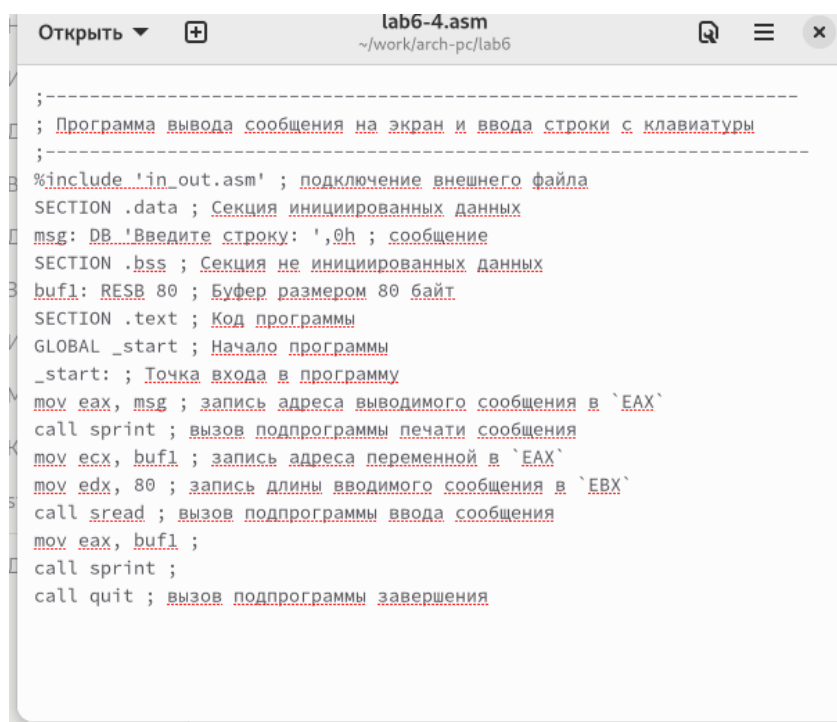 Открыть
lab6-4.asm
~/work/arch-pc/lab6
;--------------------------------------------------------------------
; Программа вывода сообщения на экран и ввода строки с клавиатуры
;---------------------------------------------------------------------
%include 'in_out.asm' ; подключение внешнего файла
SECTION .data ; Секция инициированных данных
msg: DB 'Введите строку: ',0h ; сообщение
SECTION .bss ; Секция не инициированных данных
buf1: RESB 80 ; Буфер размером 80 байт
SECTION .text ; Код программы
GLOBAL _start ; Начало программы
_start: ; Точка входа в программу
mov eax, msg ; запись адреса выводимого сообщения в `EAX`
call sprint ; вызов подпрограммы печати сообщения
mov ecx, buf1 ; запись адреса переменной в `EAX`
mov edx, 80 ; запись длины вводимого сообщения в `EBX`
call sread ; вызов подпрограммы ввода сообщения
mov eax, buf1 ;
call sprint ;
call quit ; вызов подпрограммы завершения